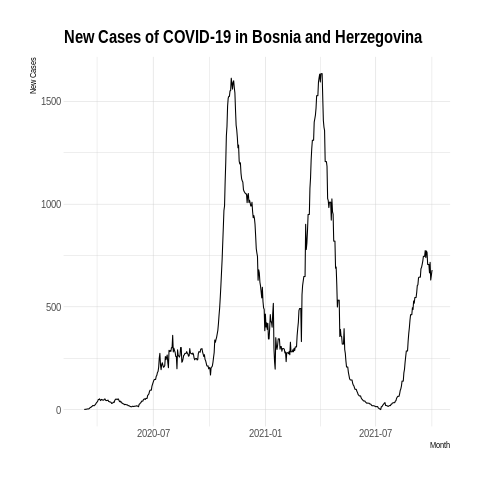 New Cases of COVID-19 in Bosnia and Herzegovina
New Cases
1500
1000
500
0
2020-07
2021-01
2021-07
Month